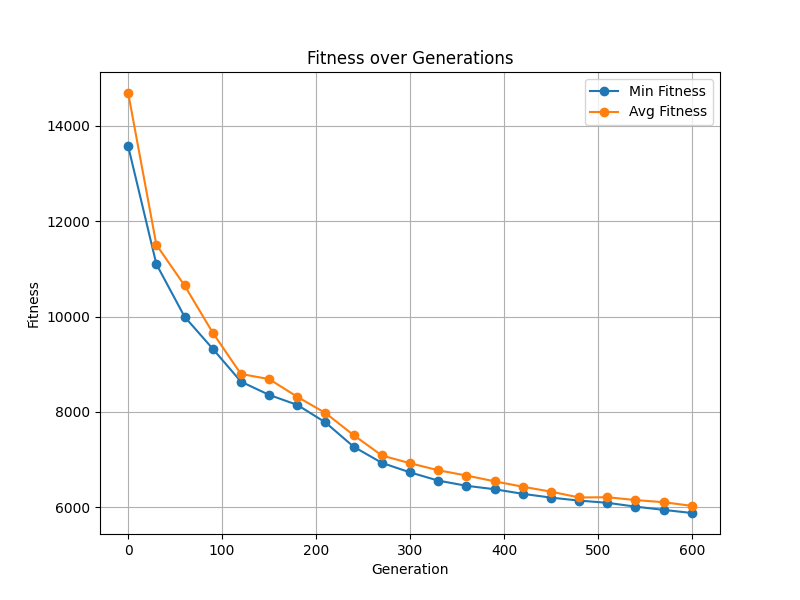 Fitness over Generations
Min Fitness
Avg Fitness
14000
12000
10000
8000
6000
Fitness
0 100 200 300 400 500 600
Generation